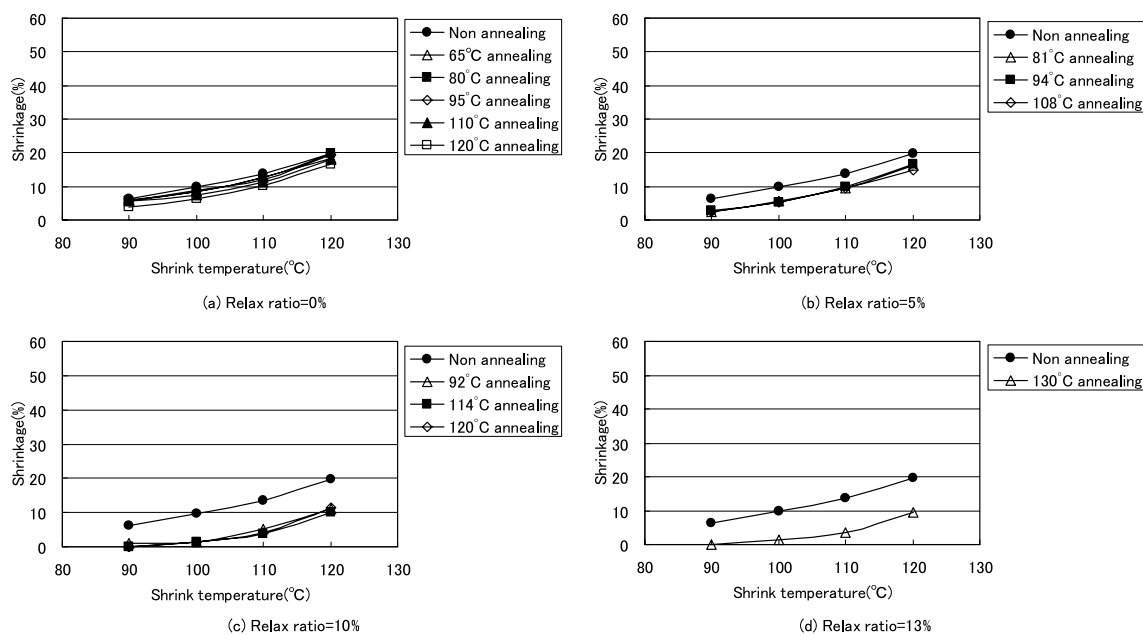 60
50
40
30
20
10
0
Shrinkage(%)
80 90 100 110 120 130
Shrink temperature(℃)
Non annealing
65℃ annealing
80°C annealing
95°C annealing
110°C annealing
120°C annealing
(a) Relax ratio=0%
60
50
40
30
20
10
0
Shrinkage(%)
80 90 100 110 120 130
Shrink temperature(℃)
Non annealing
81°C annealing
94°C annealing
108°C annealing
(b) Relax ratio=5%
60
50
40
30
20
10
0
Shrinkage(%)
80 90 100 110 120 130
Shrink temperature(℃)
Non annealing
92°C annealing
114°C annealing
120°C annealing
(c) Relax ratio=10%
60
50
40
30
20
10
0
Shrinkage(%)
80 90 100 110 120 130
Shrink temperature(℃)
Non annealing
130°C annealing
(d) Relax ratio=13%